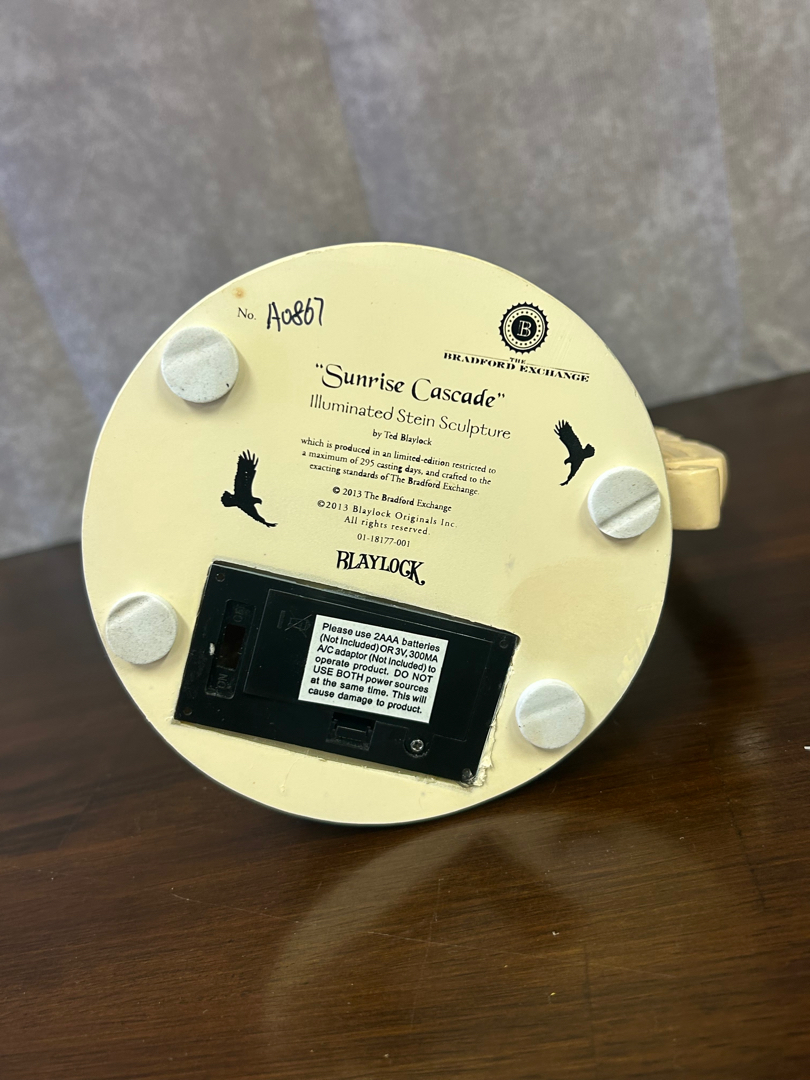 No. A0867
B
THE
BRADFORD EXCHANGE
"Sunrise Cascade"
Illuminated Stein Sculpture
by Ted Blaylock
which is produced in an limited-edition restricted to
a maximum of 295 casting days, and crafted to the
exacting standards of The Bradford Exchange.
© 2013 The Bradford Exchange
©2013 Blaylock Originals Inc.
All rights reserved.
01-18177-001
BLAYLOCK
Please use 2AAA batteries
(Not Included) OR 3V, 300MA
A/C adaptor (Not Included) to
operate product. DO NOT
USE BOTH power sources
at the same time. This will
cause damage to product.
ON